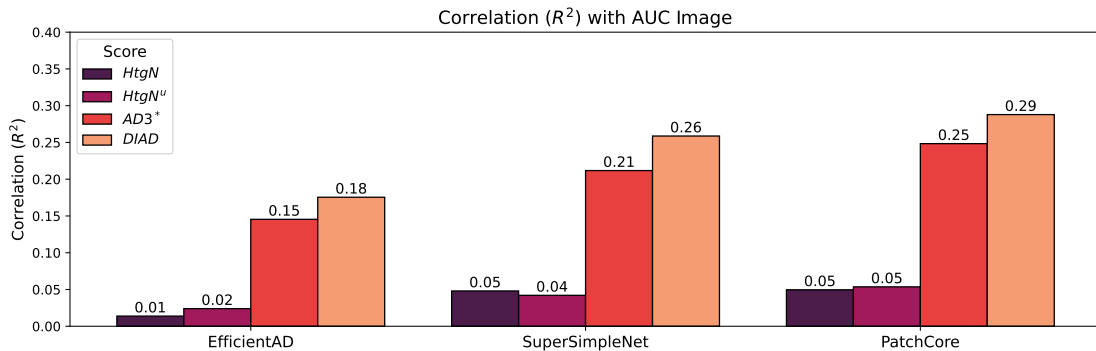 Correlation (R²) with AUC Image
Correlation (R²)
0.40
0.35
0.30
0.25
0.20
0.15
0.10
0.05
0.00
Score
HtgN
HtgNᵘ
AD3*
DIAD
0.01
0.02
0.15
0.18
0.05
0.04
0.21
0.26
0.05
0.05
0.25
0.29
EfficientAD
SuperSimpleNet
PatchCore